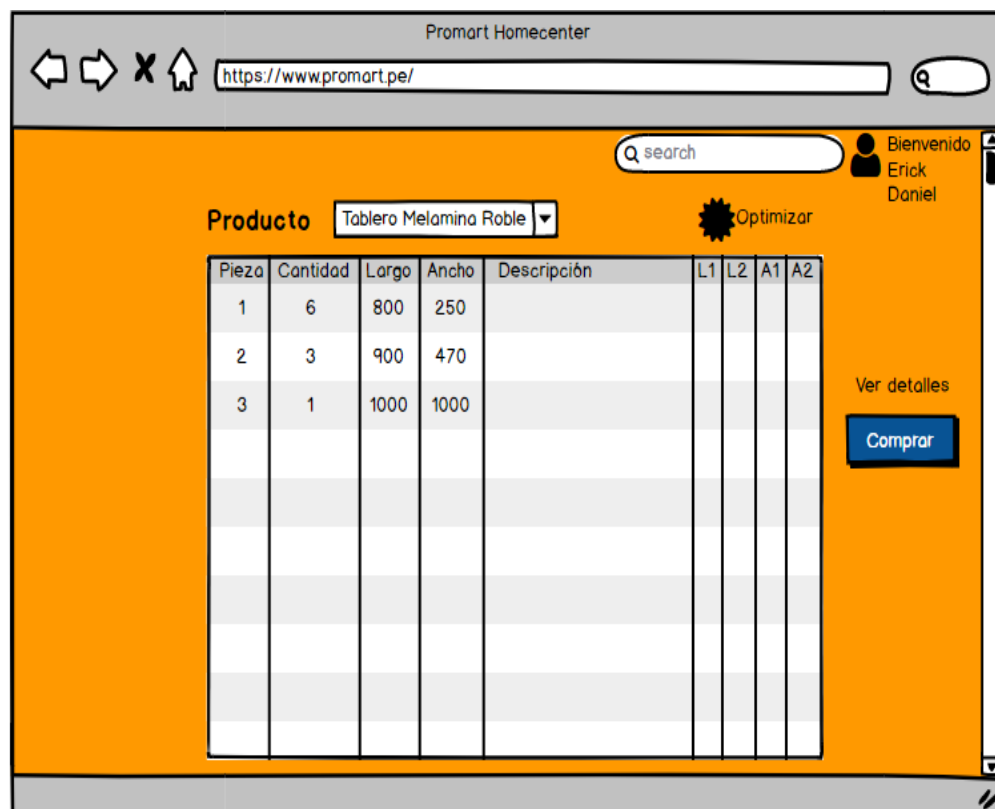 Promart Homecenter
https://www.promart.pe/
search
Bienvenido
Erick
Daniel
Producto Tablero Melamina Roble Optimizar
Pieza Cantidad Largo Ancho Descripción L1 L2 A1 A2
1 6 800 250
2 3 900 470
3 1 1000 1000
Ver detalles
Comprar